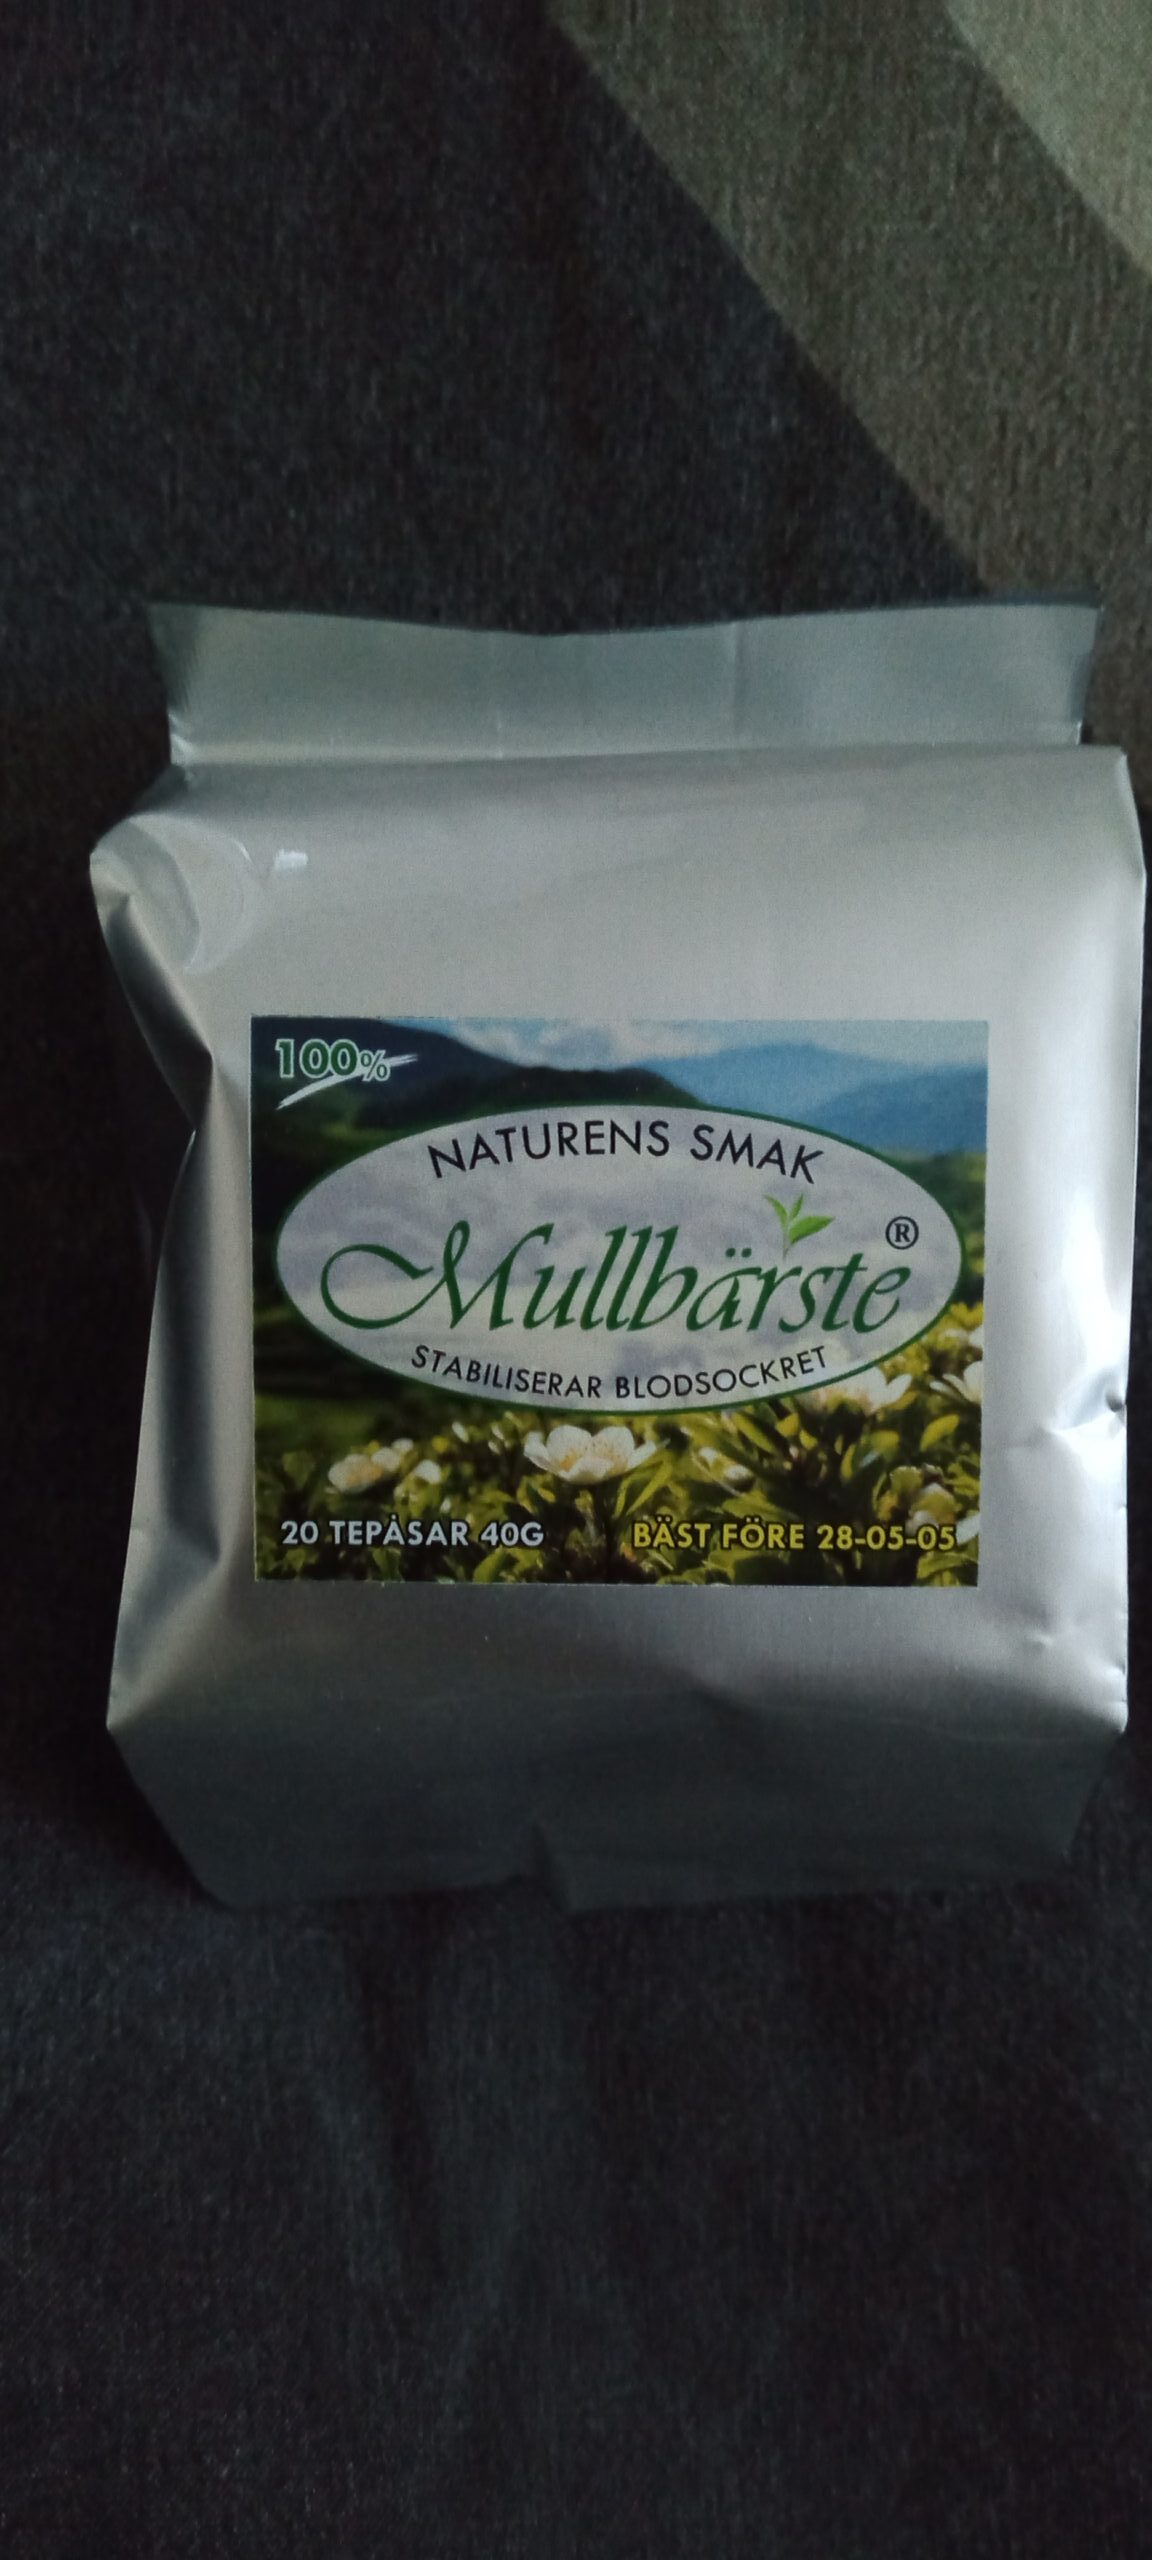 100%
NATURENS SMAK
Mullbärste®
STABILISERAR BLODSOCKRET
20 TEPÅSAR 40G
BÄST FÖRE 28-05-05